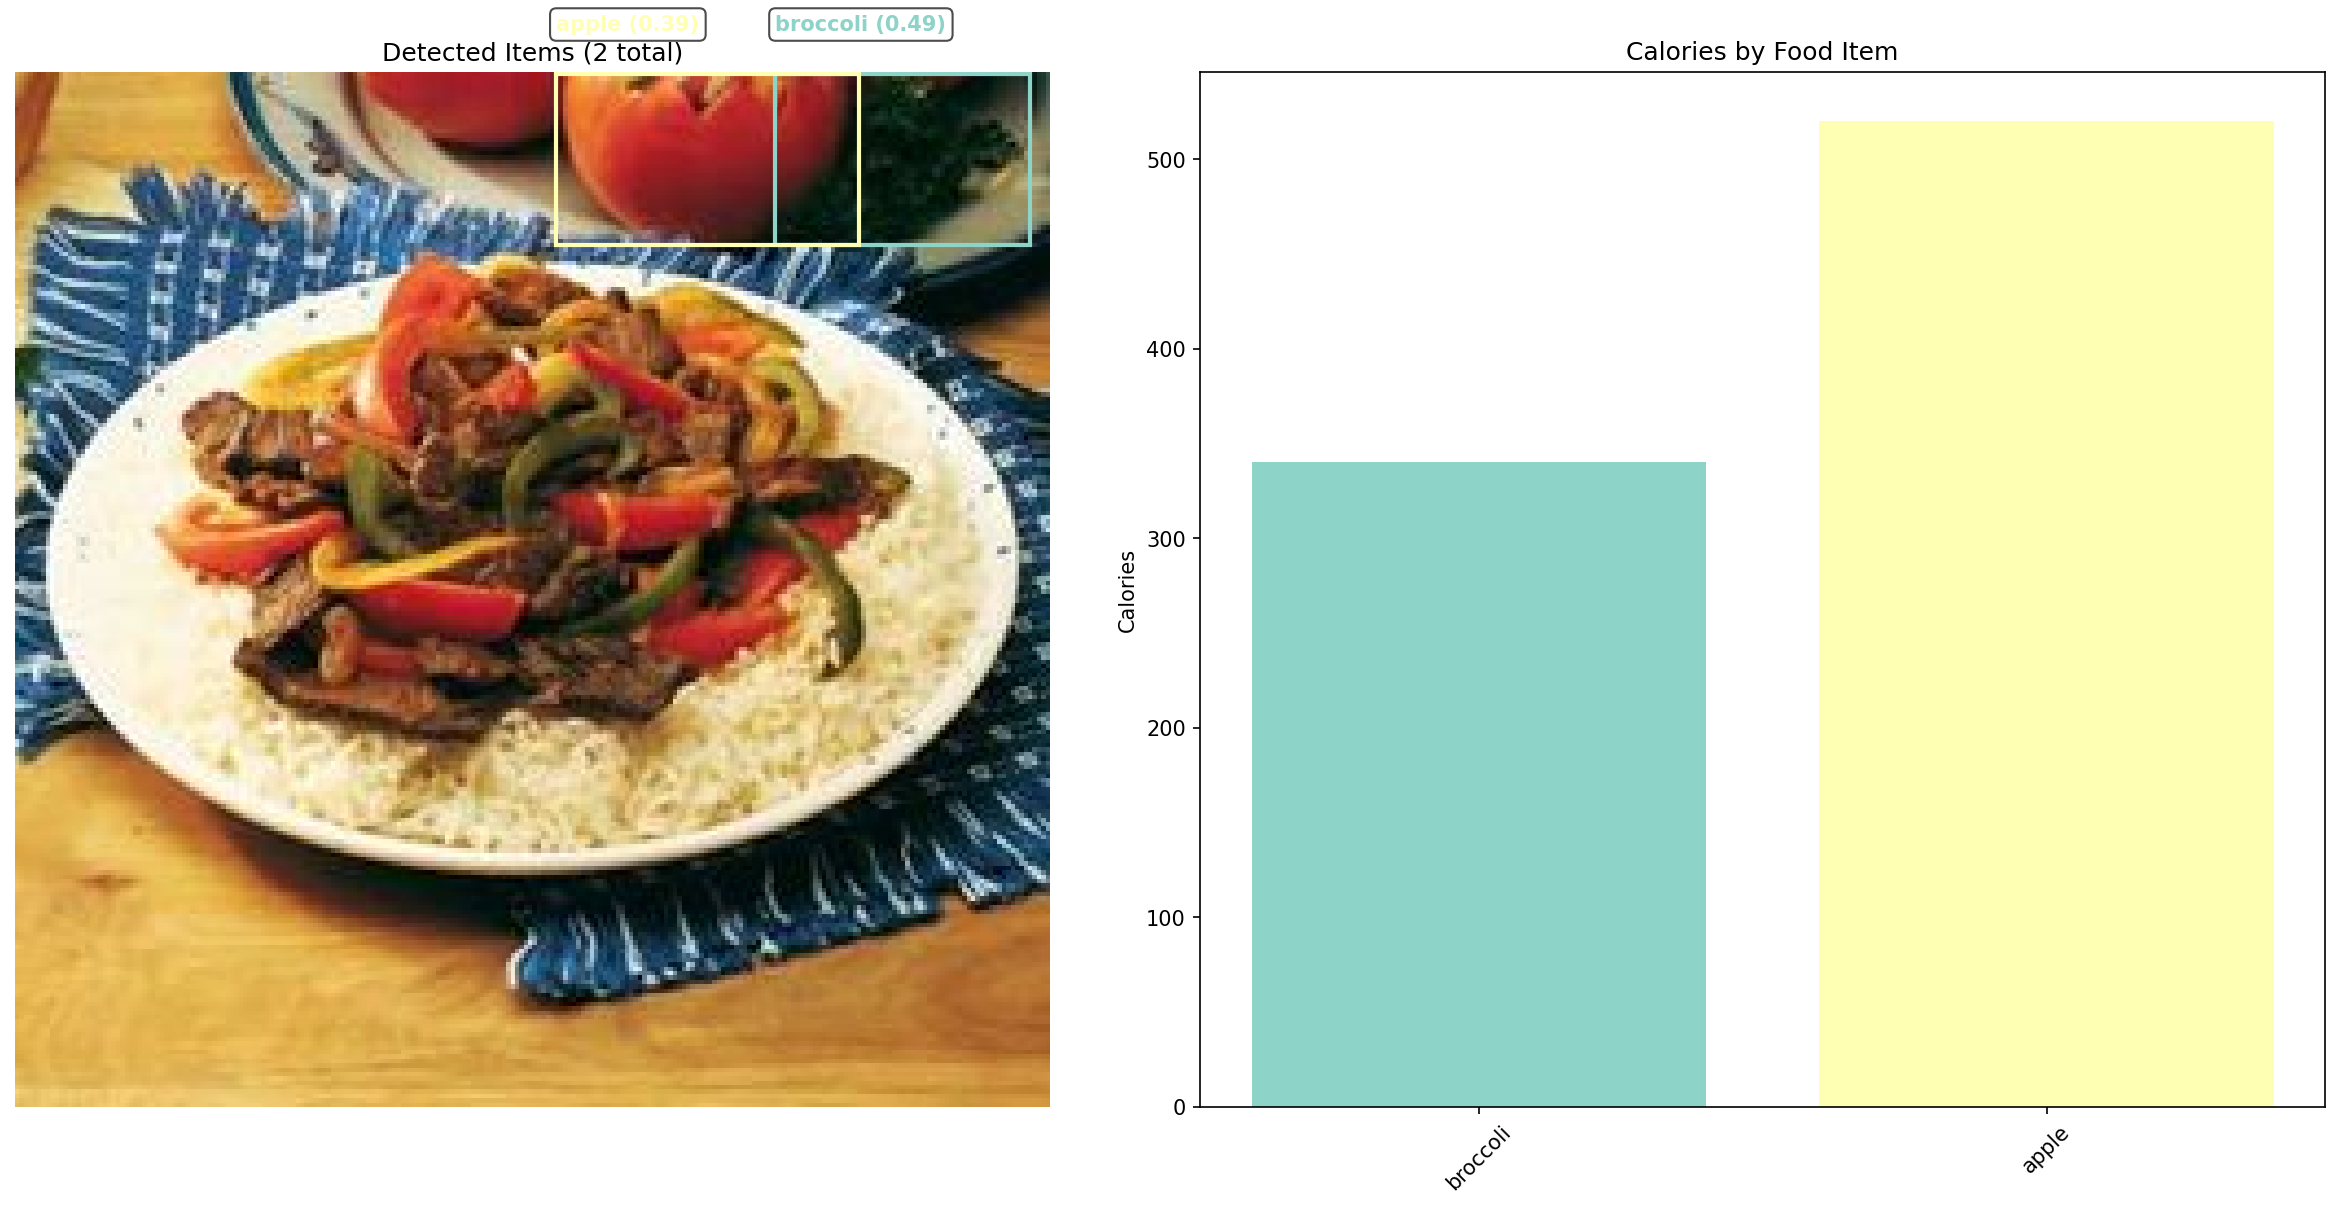 apple (0.39)
broccoli (0.49)
Detected Items (2 total)
Calories by Food Item
Calories
500
400
300
200
100
0
broccoli
apple